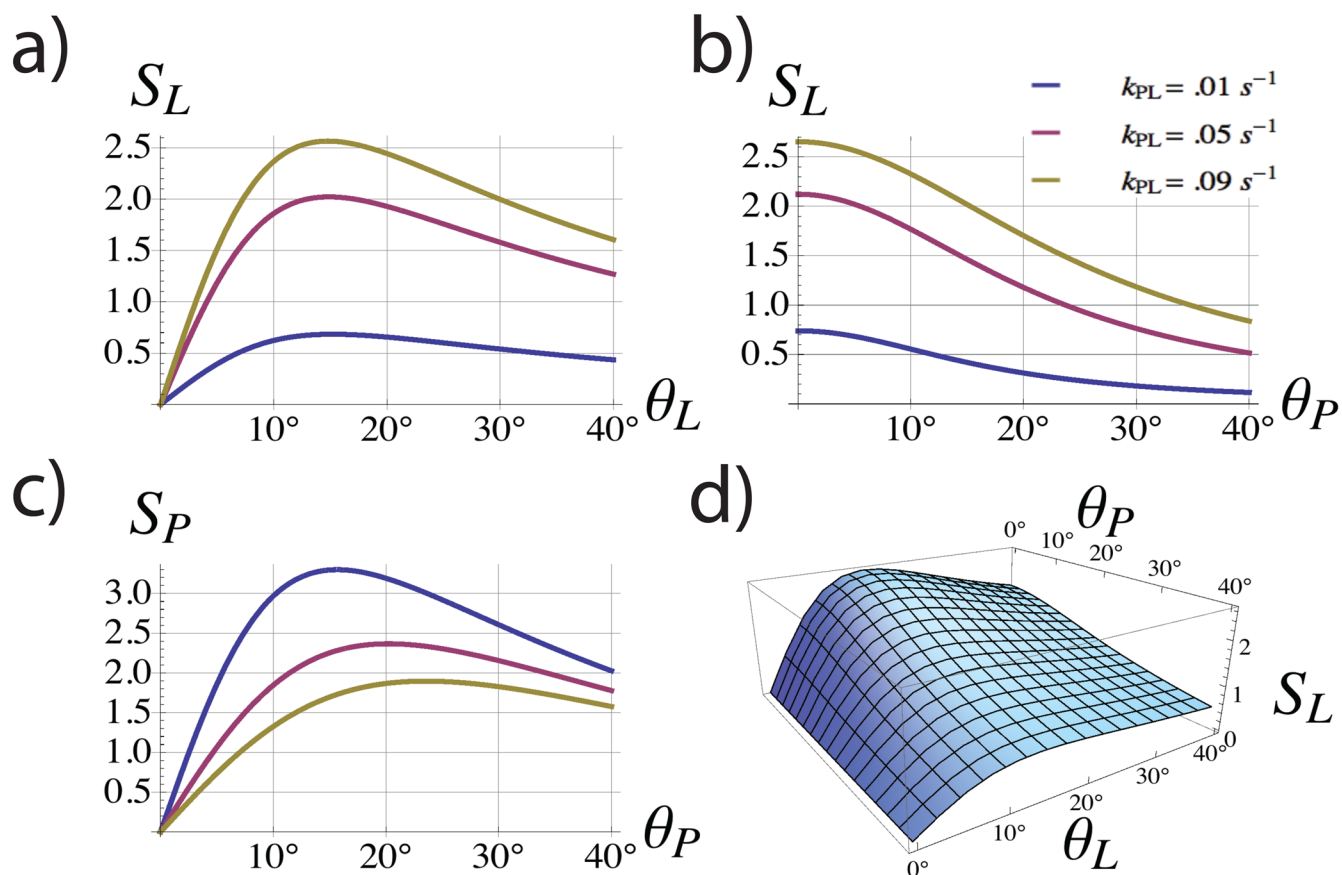 a)
S_L
2.5
2.0
1.5
1.0
0.5
10° 20° 30° 40° θ_L
b)
S_L
k_PL = .01 s⁻¹
k_PL = .05 s⁻¹
k_PL = .09 s⁻¹
2.5
2.0
1.5
1.0
0.5
10° 20° 30° 40° θ_P
c)
S_P
3.0
2.5
2.0
1.5
1.0
0.5
10° 20° 30° 40° θ_P
d)
θ_P
0° 10° 20° 30° 40°
2
1
0
S_L
0° 10° 20° 30° 40°
θ_L